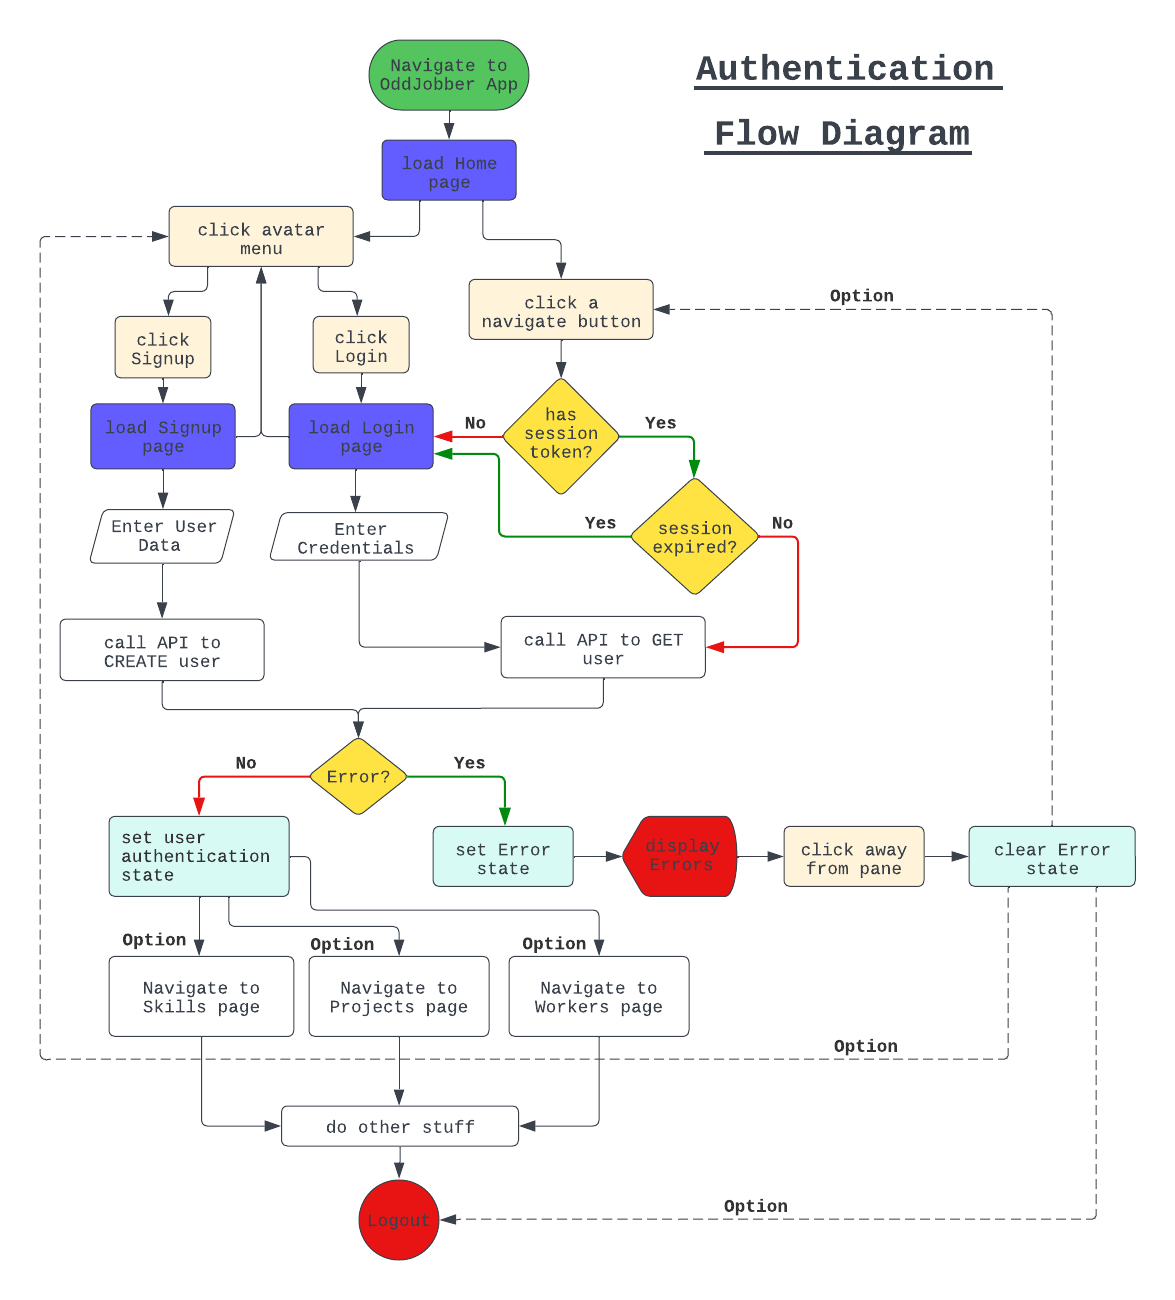 Navigate to
OddJobber App
Authentication
Flow Diagram
load Home
page
click avatar
menu
click a
navigate button
Option
click
Signup
click
Login
load Signup
page
load Login
page
No
has
session
token?
Yes
Enter User
Data
Enter
Credentials
Yes
session
expired?
No
call API to
CREATE user
call API to GET
user
No
Error?
Yes
set user
authentication
state
set Error
state
display
Errors
click away
from pane
clear Error
state
Option
Option
Option
Navigate to
Skills page
Navigate to
Projects page
Navigate to
Workers page
Option
do other stuff
Option
Logout